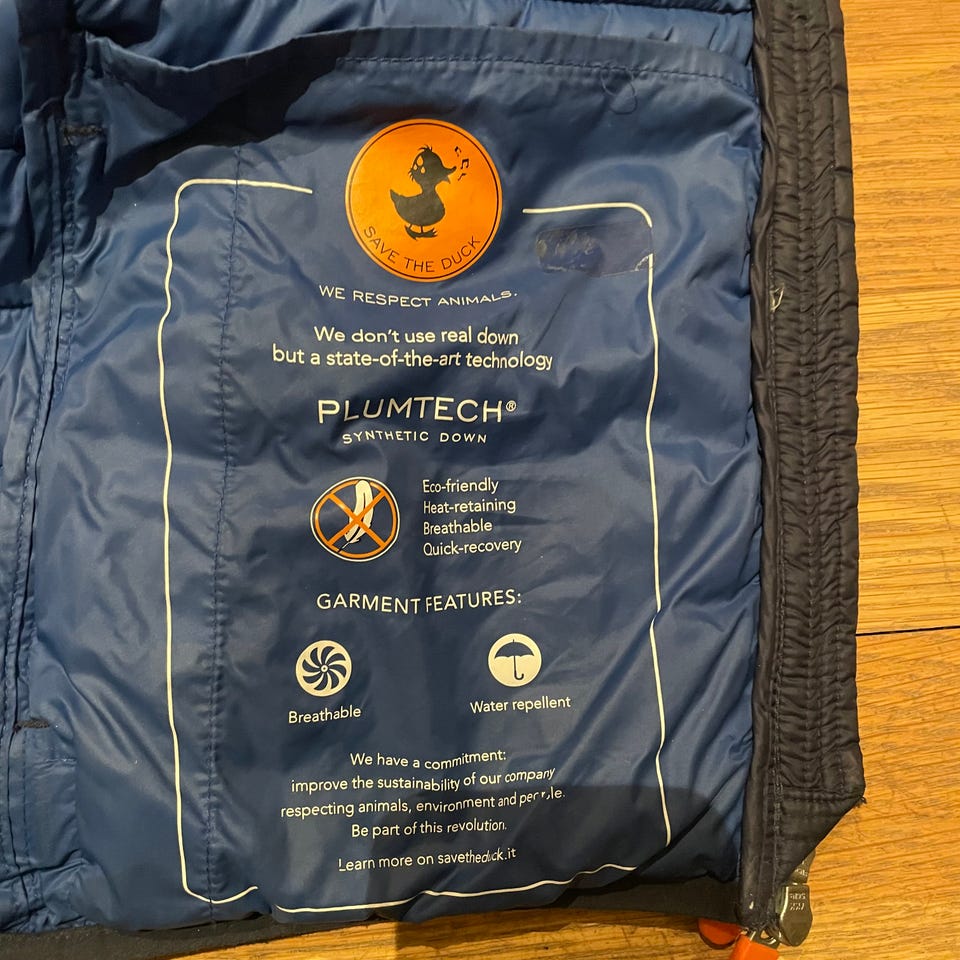 SAVE THE DUCK
WE RESPECT ANIMALS.
We don't use real down
but a state-of-the-art technology
PLUMTECH®
SYNTHETIC DOWN
Eco-friendly
Heat-retaining
Breathable
Quick-recovery
GARMENT FEATURES:
Breathable
Water repellent
We have a commitment:
improve the sustainability of our company
respecting animals, environment and people.
Be part of this revolution.
Learn more on savetheduck.it